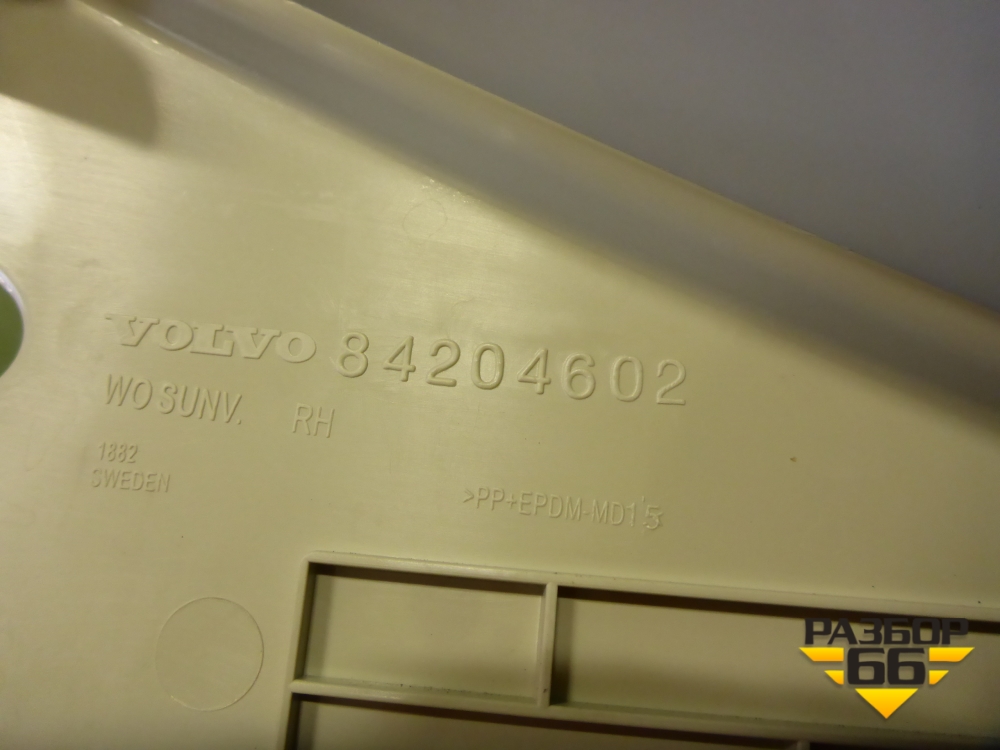 VOLVO 84204602
WO SUNV. RH
1882
SWEDEN
>PP+EPDM-MD15
РАЗБОР
66